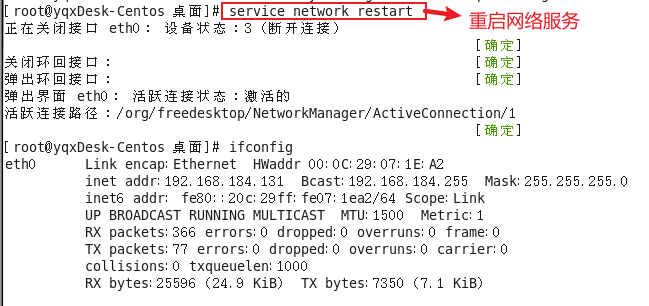 [root@yqxDesk-Centos 桌面]# service network restart
重启网络服务
正在关闭接口 eth0： 设备状态：3 (断开连接)
[确定]
关闭环回接口： [确定]
弹出环回接口： [确定]
弹出界面 eth0： 活跃连接状态：激活的
活跃连接路径：/org/freedesktop/NetworkManager/ActiveConnection/1
[确定]
[root@yqxDesk-Centos 桌面]# ifconfig
eth0 Link encap:Ethernet HWaddr 00:0C:29:07:1E:A2
inet addr:192.168.184.131 Bcast:192.168.184.255 Mask:255.255.255.0
inet6 addr: fe80::20c:29ff:fe07:1ea2/64 Scope:Link
UP BROADCAST RUNNING MULTICAST MTU:1500 Metric:1
RX packets:366 errors:0 dropped:0 overruns:0 frame:0
TX packets:77 errors:0 dropped:0 overruns:0 carrier:0
collisions:0 txqueuelen:1000
RX bytes:25596 (24.9 KiB) TX bytes:7350 (7.1 KiB)